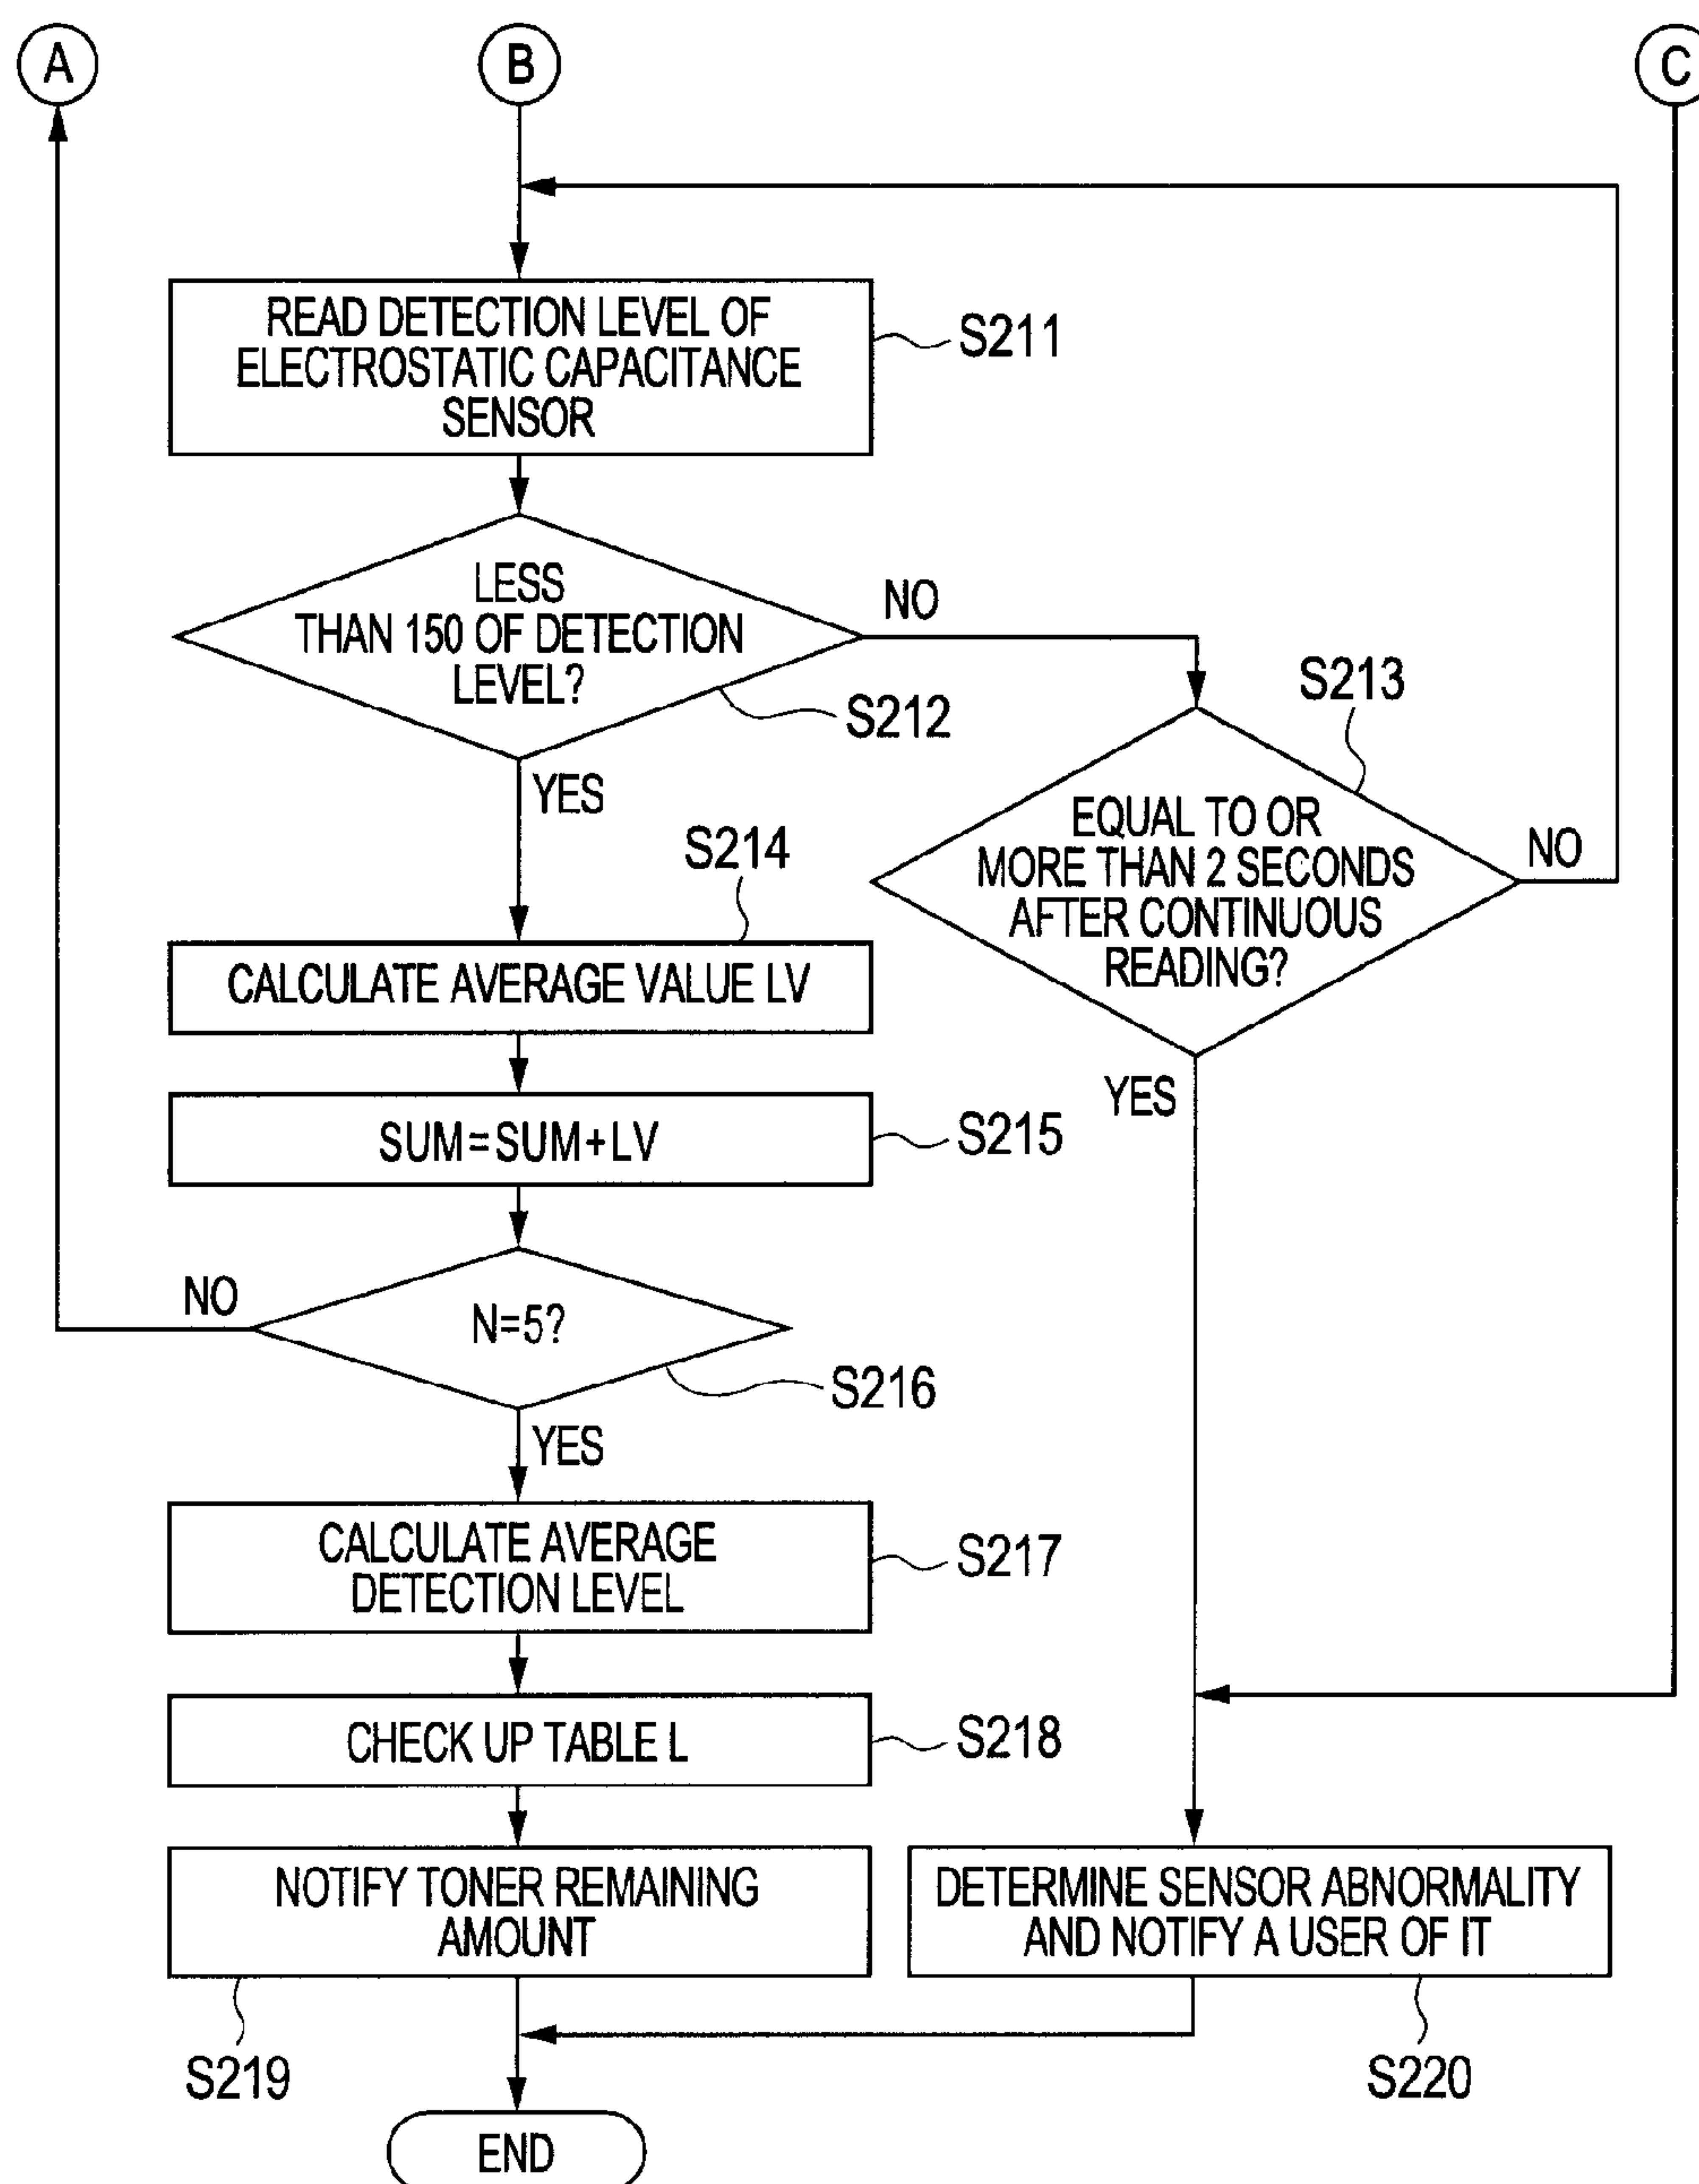 A
B
C
READ DETECTION LEVEL OF
ELECTROSTATIC CAPACITANCE
SENSOR
S211
LESS
THAN 150 OF DETECTION
LEVEL?
NO
S212
YES
S213
EQUAL TO OR
MORE THAN 2 SECONDS
AFTER CONTINUOUS
READING?
NO
YES
S214
CALCULATE AVERAGE VALUE LV
SUM=SUM+LV
S215
N=5?
NO
S216
YES
CALCULATE AVERAGE
DETECTION LEVEL
S217
CHECK UP TABLE L
S218
NOTIFY TONER REMAINING
AMOUNT
S219
DETERMINE SENSOR ABNORMALITY
AND NOTIFY A USER OF IT
S220
END